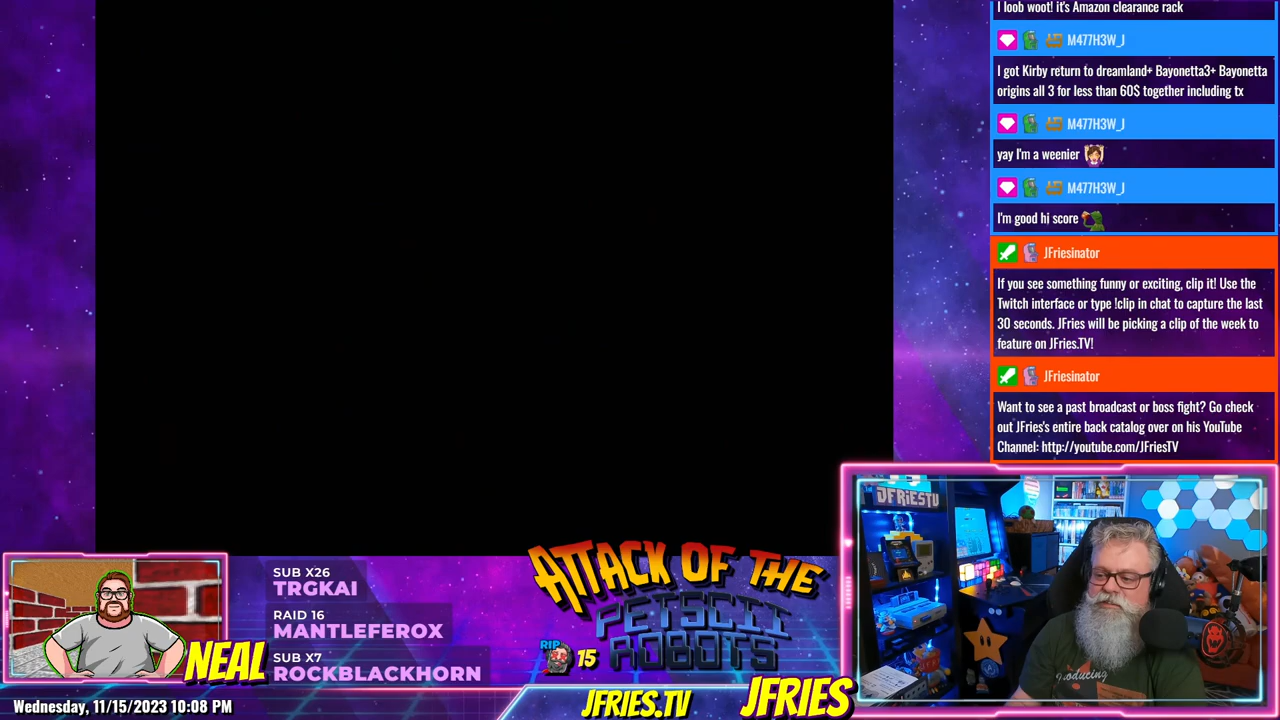 I loob woot! it's Amazon clearance rack
M477H3W_J
I got Kirby return to dreamland+ Bayonetta3+ Bayonetta
origins all 3 for less than 60$ together including tx
M477H3W_J
yay I'm a weenier
M477H3W_J
I'm good hi score
JFriesinator
If you see something funny or exciting, clip it! Use the
Twitch interface or type !clip in chat to capture the last
30 seconds. JFries will be picking a clip of the week to
feature on JFries.TV!
JFriesinator
Want to see a past broadcast or boss fight? Go check
out JFries's entire back catalog over on his YouTube
Channel: http://youtube.com/JFriesTV
JFRIESTV
SUB X26
TRGKAI
RAID 16
MANTLEFEROX
SUB X7
ROCKBLACKHORN
NEAL
ATTACK OF THE
PETSCII
ROBOTS
RIP
15
JFRIES.TV
JFRIES
Wednesday, 11/15/2023 10:08 PM